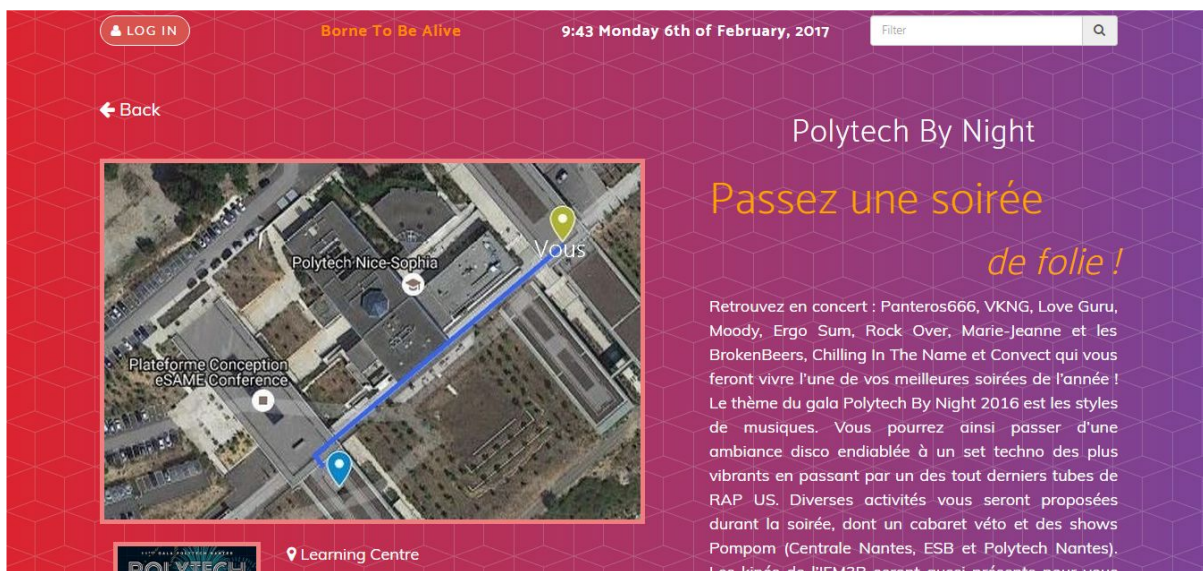 LOG IN
Borne To Be Alive
9:43 Monday 6th of February, 2017
Filter
Back
Polytech By Night
Passez une soirée
de folie !
Vous
Polytech Nice-Sophia
Plateforme Conception
eSAME Conference
Retrouvez en concert : Panteros666, VKNG, Love Guru,
Moody, Ergo Sum, Rock Over, Marie-Jeanne et les
BrokenBeers, Chilling In The Name et Convect qui vous
feront vivre l'une de vos meilleures soirées de l'année !
Le thème du gala Polytech By Night 2016 est les styles
de musiques. Vous pourrez ainsi passer d'une
ambiance disco endiablée à un set techno des plus
vibrants en passant par un des tout derniers tubes de
RAP US. Diverses activités vous seront proposées
durant la soirée, dont un cabaret véto et des shows
Pompom (Centrale Nantes, ESB et Polytech Nantes).
Learning Centre
POLYTECH